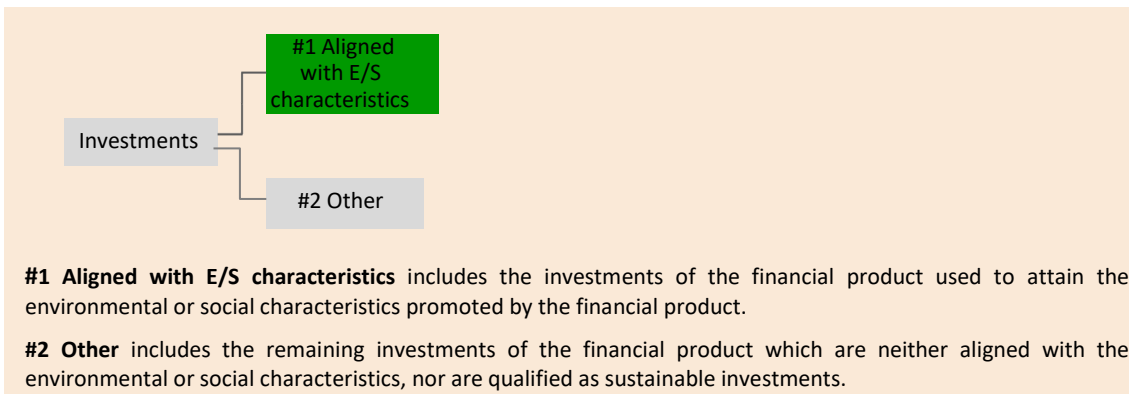 #1 Aligned
with E/S
characteristics
Investments
#2 Other
#1 Aligned with E/S characteristics includes the investments of the financial product used to attain the
environmental or social characteristics promoted by the financial product.
#2 Other includes the remaining investments of the financial product which are neither aligned with the
environmental or social characteristics, nor are qualified as sustainable investments.